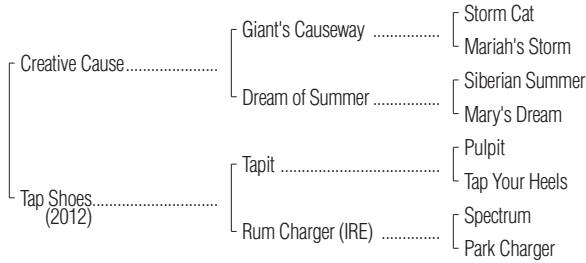 Storm Cat
Giant's Causeway ................
Mariah's Storm
Creative Cause......................
Siberian Summer
Dream of Summer ................
Mary's Dream
Pulpit
Tapit ......................................
Tap Your Heels
Tap Shoes..............................
(2012)
Spectrum
Rum Charger (IRE) ..............
Park Charger